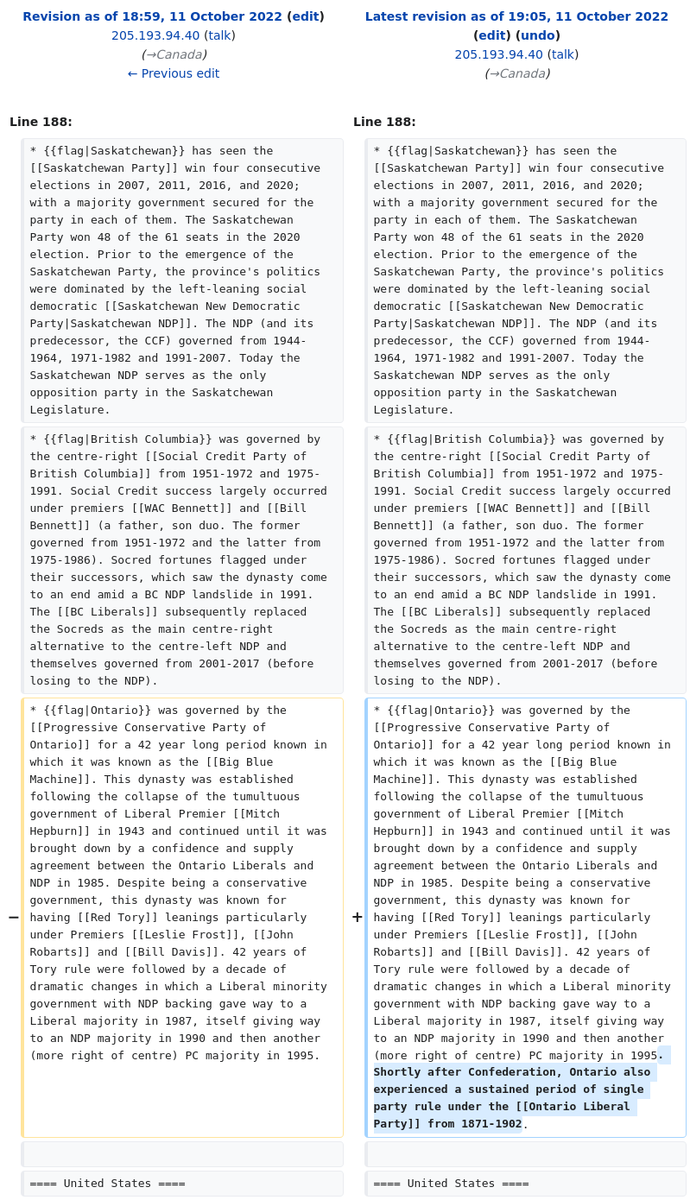 Revision as of 18:59, 11 October 2022 (edit)
205.193.94.40 (talk)
(→Canada)
← Previous edit
Latest revision as of 19:05, 11 October 2022
(edit) (undo)
205.193.94.40 (talk)
(→Canada)
Line 188:
Line 188:
* {{flag|Saskatchewan}} has seen the
[[Saskatchewan Party]] win four consecutive
elections in 2007, 2011, 2016, and 2020;
with a majority government secured for the
party in each of them. The Saskatchewan
Party won 48 of the 61 seats in the 2020
election. Prior to the emergence of the
Saskatchewan Party, the province's politics
were dominated by the left-leaning social
democratic [[Saskatchewan New Democratic
Party|Saskatchewan NDP]]. The NDP (and its
predecessor, the CCF) governed from 1944-
1964, 1971-1982 and 1991-2007. Today the
Saskatchewan NDP serves as the only
opposition party in the Saskatchewan
Legislature.
* {{flag|Saskatchewan}} has seen the
[[Saskatchewan Party]] win four consecutive
elections in 2007, 2011, 2016, and 2020;
with a majority government secured for the
party in each of them. The Saskatchewan
Party won 48 of the 61 seats in the 2020
election. Prior to the emergence of the
Saskatchewan Party, the province's politics
were dominated by the left-leaning social
democratic [[Saskatchewan New Democratic
Party|Saskatchewan NDP]]. The NDP (and its
predecessor, the CCF) governed from 1944-
1964, 1971-1982 and 1991-2007. Today the
Saskatchewan NDP serves as the only
opposition party in the Saskatchewan
Legislature.
* {{flag|British Columbia}} was governed by
the centre-right [[Social Credit Party of
British Columbia]] from 1951-1972 and 1975-
1991. Social Credit success largely occurred
under premiers [[WAC Bennett]] and [[Bill
Bennett]] (a father, son duo. The former
governed from 1951-1972 and the latter from
1975-1986). Socred fortunes flagged under
their successors, which saw the dynasty come
to an end amid a BC NDP landslide in 1991.
The [[BC Liberals]] subsequently replaced
the Socreds as the main centre-right
alternative to the centre-left NDP and
themselves governed from 2001-2017 (before
losing to the NDP).
* {{flag|British Columbia}} was governed by
the centre-right [[Social Credit Party of
British Columbia]] from 1951-1972 and 1975-
1991. Social Credit success largely occurred
under premiers [[WAC Bennett]] and [[Bill
Bennett]] (a father, son duo. The former
governed from 1951-1972 and the latter from
1975-1986). Socred fortunes flagged under
their successors, which saw the dynasty come
to an end amid a BC NDP landslide in 1991.
The [[BC Liberals]] subsequently replaced
the Socreds as the main centre-right
alternative to the centre-left NDP and
themselves governed from 2001-2017 (before
losing to the NDP).
−
* {{flag|Ontario}} was governed by the
[[Progressive Conservative Party of
Ontario]] for a 42 year long period known in
which it was known as the [[Big Blue
Machine]]. This dynasty was established
following the collapse of the tumultuous
government of Liberal Premier [[Mitch
Hepburn]] in 1943 and continued until it was
brought down by a confidence and supply
agreement between the Ontario Liberals and
NDP in 1985. Despite being a conservative
government, this dynasty was known for
having [[Red Tory]] leanings particularly
under Premiers [[Leslie Frost]], [[John
Robarts]] and [[Bill Davis]]. 42 years of
Tory rule were followed by a decade of
dramatic changes in which a Liberal minority
government with NDP backing gave way to a
Liberal majority in 1987, itself giving way
to an NDP majority in 1990 and then another
(more right of centre) PC majority in 1995.
+
* {{flag|Ontario}} was governed by the
[[Progressive Conservative Party of
Ontario]] for a 42 year long period known in
which it was known as the [[Big Blue
Machine]]. This dynasty was established
following the collapse of the tumultuous
government of Liberal Premier [[Mitch
Hepburn]] in 1943 and continued until it was
brought down by a confidence and supply
agreement between the Ontario Liberals and
NDP in 1985. Despite being a conservative
government, this dynasty was known for
having [[Red Tory]] leanings particularly
under Premiers [[Leslie Frost]], [[John
Robarts]] and [[Bill Davis]]. 42 years of
Tory rule were followed by a decade of
dramatic changes in which a Liberal minority
government with NDP backing gave way to a
Liberal majority in 1987, itself giving way
to an NDP majority in 1990 and then another
(more right of centre) PC majority in 1995.
Shortly after Confederation, Ontario also
experienced a sustained period of single
party rule under the [[Ontario Liberal
Party]] from 1871-1902.
==== United States ====
==== United States ====